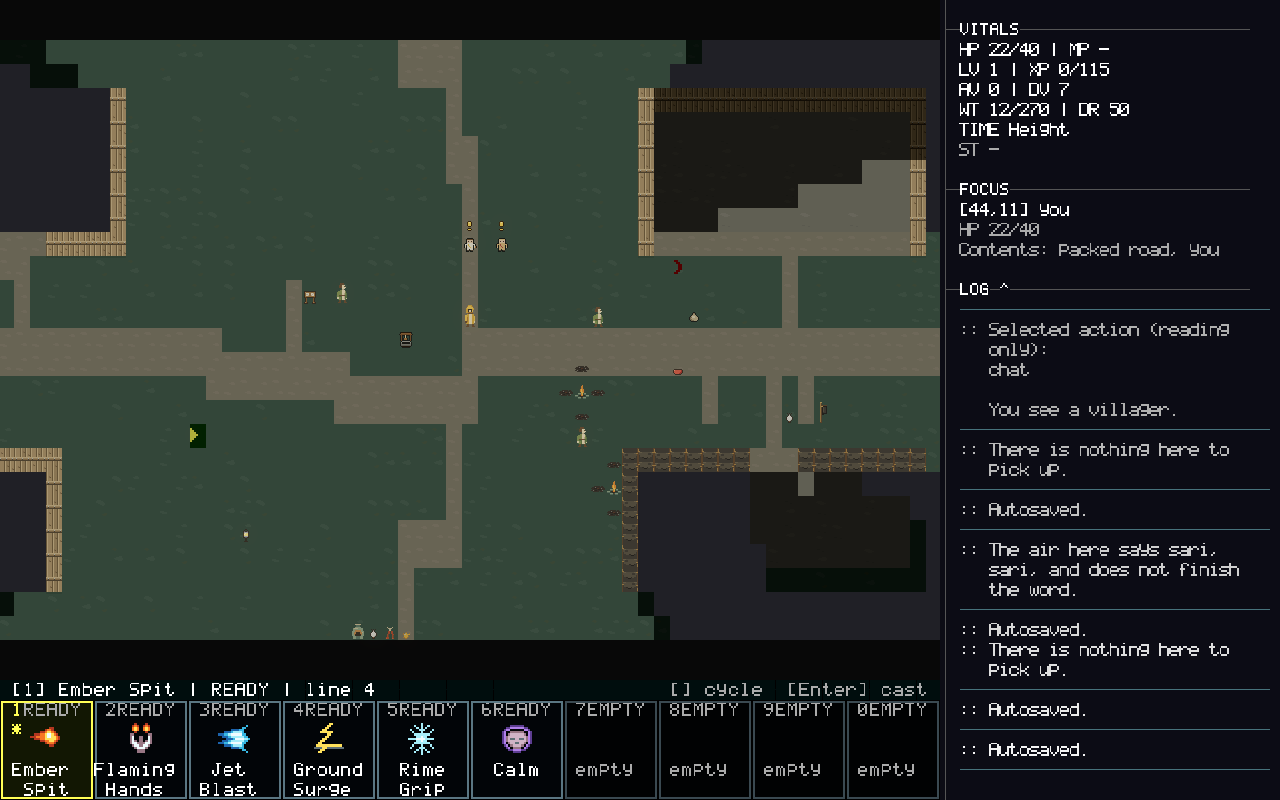 VITALS
HP 22/40 | MP -
LV 1 | XP 0/115
AV 0 | DV 7
WT 12/270 | DR 50
TIME Height
ST -
FOCUS
[44,11] You
HP 22/40
Contents: Packed road, You
LOG ^
:: Selected action (reading
only):
chat
You see a villager.
:: There is nothing here to
Pick up.
:: Autosaved.
:: The air here says sari,
sari, and does not finish
the word.
:: Autosaved.
:: There is nothing here to
Pick up.
:: Autosaved.
:: Autosaved.
[1] Ember Spit | READY | line 4
[] cycle [Enter] cast
1READY 2READY 3READY 4READY 5READY 6READY 7EMPTY 8EMPTY 9EMPTY 0EMPTY
Ember Flaming Jet Ground Rime Calm empty empty empty empty
Spit Hands Blast Surge Grip